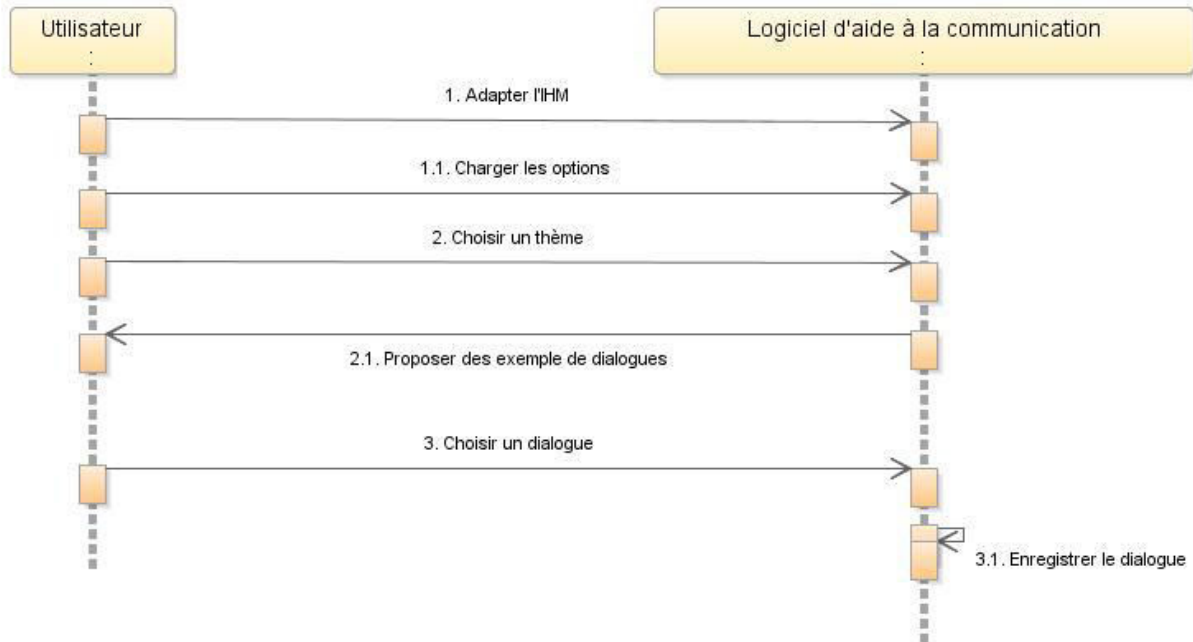 Utilisateur
:
Logiciel d'aide à la communication
:
1. Adapter l'IHM
1.1. Charger les options
2. Choisir un thème
2.1. Proposer des exemple de dialogues
3. Choisir un dialogue
3.1. Enregistrer le dialogue